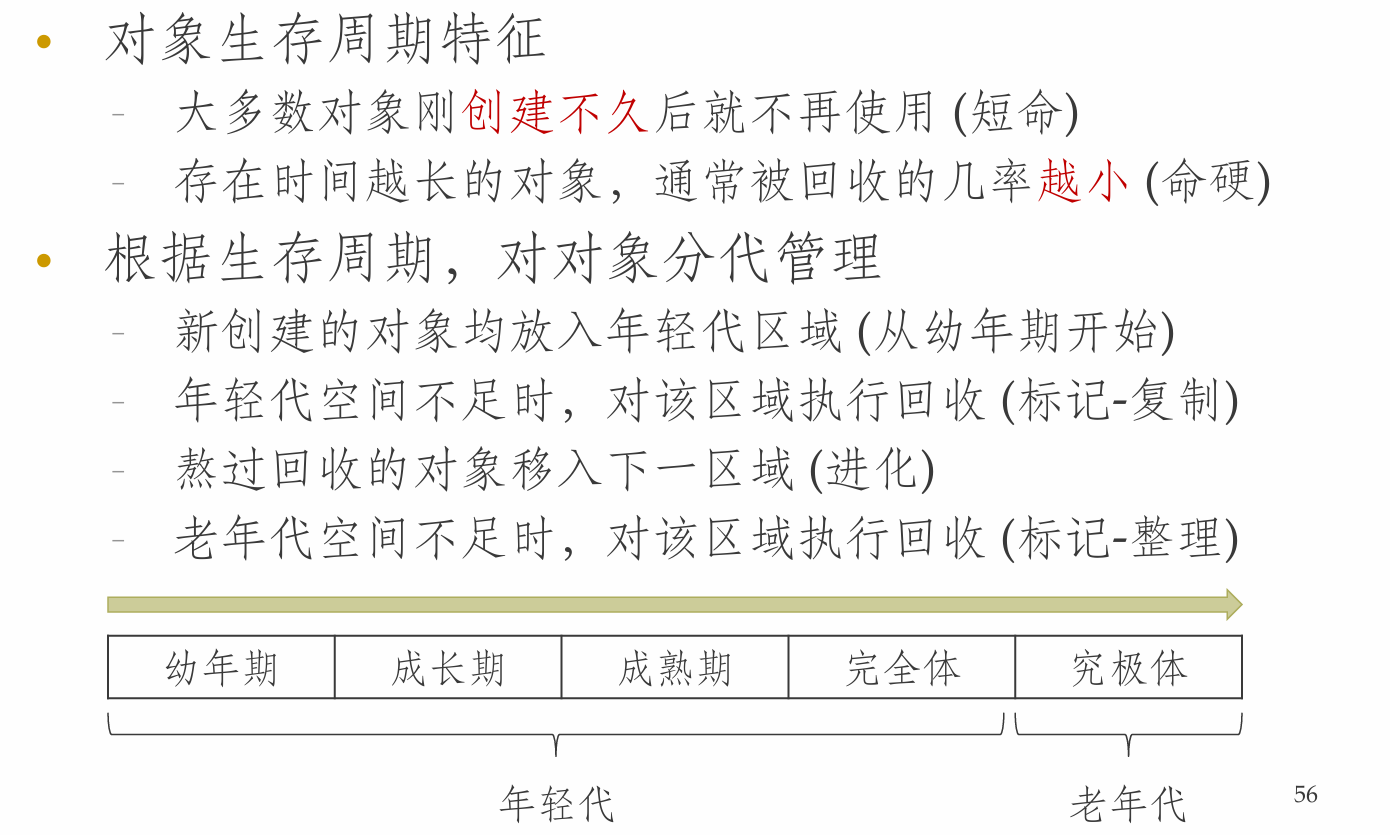 • 对象生存周期特征
– 大多数对象刚创建不久后就不再使用 (短命)
– 存在时间越长的对象，通常被回收的几率越小 (命硬)
• 根据生存周期，对对象分代管理
– 新创建的对象均放入年轻代区域 (从幼年期开始)
– 年轻代空间不足时，对该区域执行回收 (标记-复制)
– 熬过回收的对象移入下一区域 (进化)
– 老年代空间不足时，对该区域执行回收 (标记-整理)
幼年期 成长期 成熟期 完全体 究极体
年轻代 老年代 56